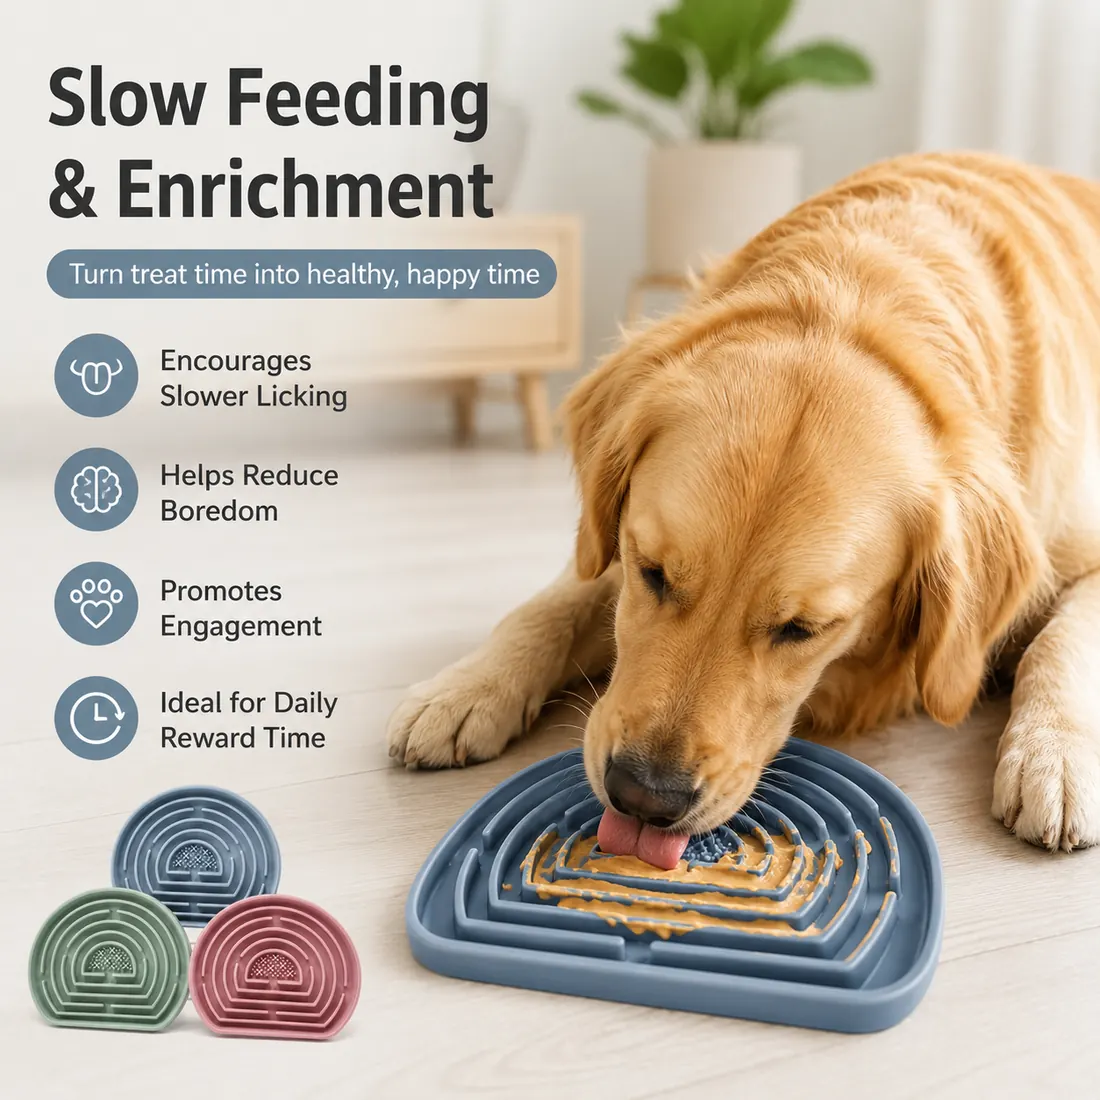 Slow Feeding
& Enrichment
Turn treat time into healthy, happy time
Encourages
Slower Licking
Helps Reduce
Boredom
Promotes
Engagement
Ideal for Daily
Reward Time